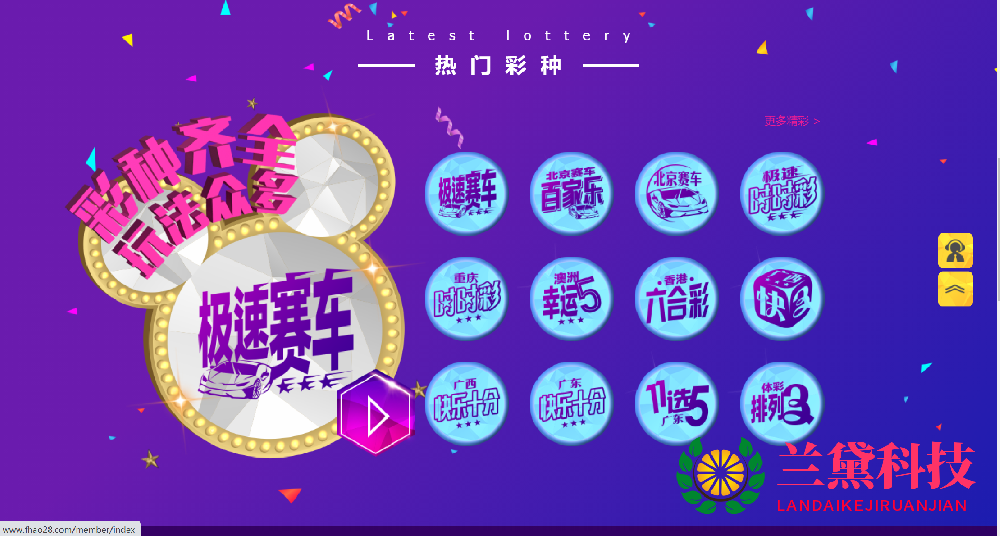 Latest lottery
热门彩种
更多精彩 >
彩种齐全
玩法众多
极速赛车
极速赛车
北京赛车
百家乐
北京赛车
极速
时时彩
重庆
时时彩
澳洲
幸运5
·香港·
六合彩
快
广西
快乐十分
广东
快乐十分
11选5
广东
体彩
排列3
兰黛科技
LANDAIKEJIRUANJIAN
www.fhao28.com/member/index